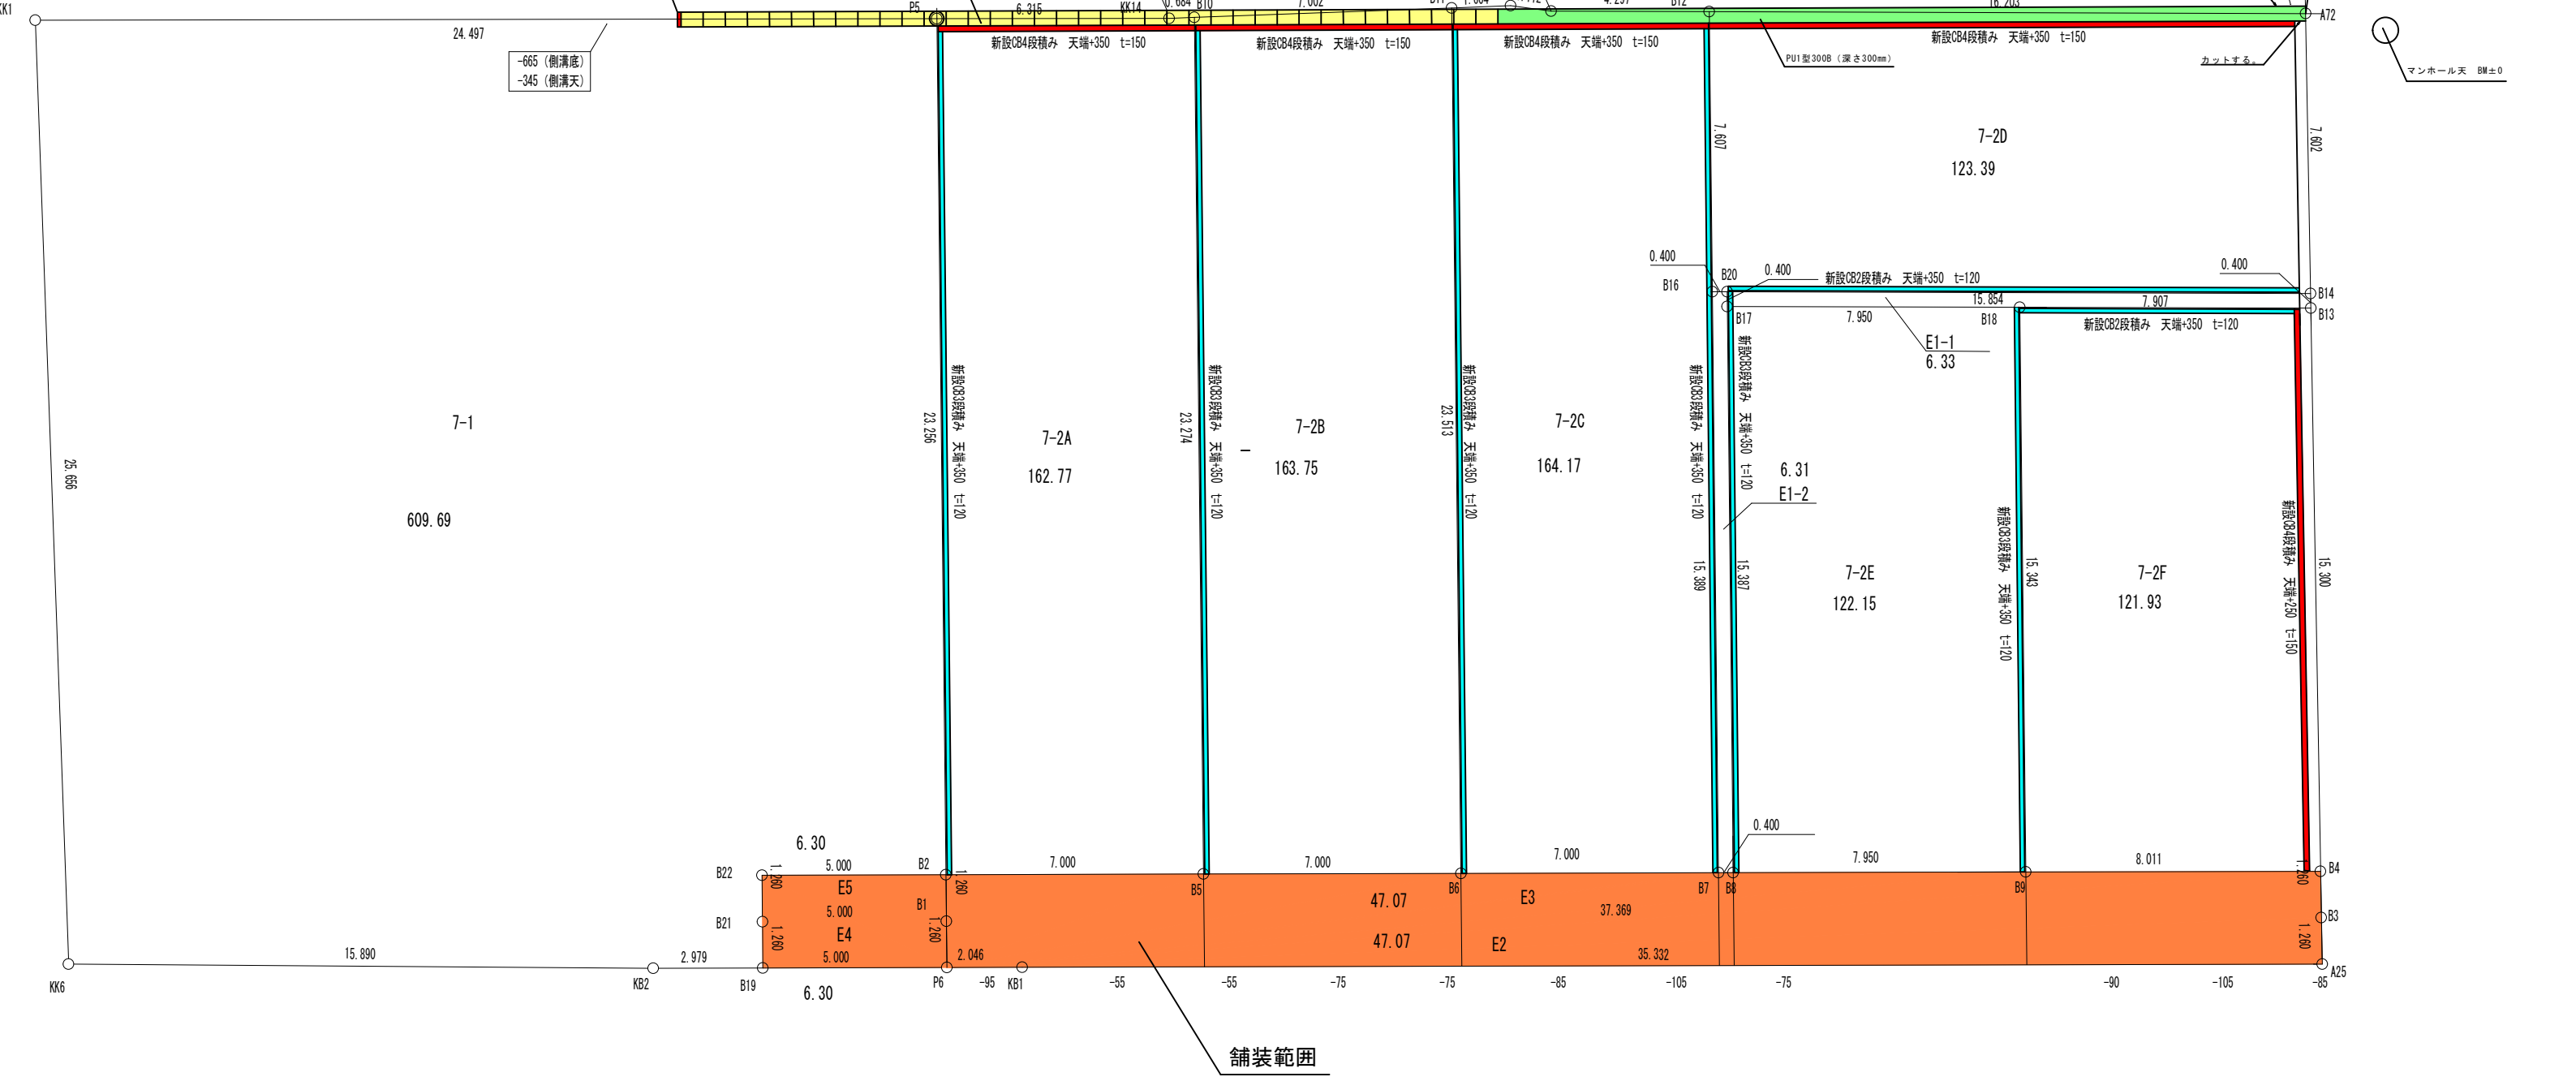 KK1
24.497
-665（側溝底）
-345（側溝天）
P5
6.315
KK14
0.684
B10
7.002
4.297
B12
16.203
A72
新設CB4段積み　天端+350　t=150
新設CB4段積み　天端+350　t=150
新設CB4段積み　天端+350　t=150
新設CB4段積み　天端+350　t=150
PU1型300B（深さ300mm）
カットする。
マンホール天　BM±0
7.607
7-2D
123.39
7.602
0.400
B16
B20
0.400
新設CB2段積み　天端+350　t=120
0.400
B14
B13
15.854
7.907
B17
7.950
B18
新設CB2段積み　天端+350　t=120
E1-1
6.33
25.656
7-1
609.69
23.256
新設CB3段積み　天端+350　t=120
7-2A
162.77
23.274
新設CB3段積み　天端+350　t=120
7-2B
163.75
23.513
新設CB3段積み　天端+350　t=120
7-2C
164.17
新設CB3段積み　天端+350　t=120
15.389
新設CB3段積み　天端+350　t=120
15.387
6.31
E1-2
7-2E
122.15
新設CB3段積み　天端+350　t=120
15.343
7-2F
121.93
新設CB4段積み　天端+250　t=150
15.300
0.400
6.30
B22
1.260
5.000
B2
1.260
7.000
7.000
7.000
7.950
8.011
1.260
B4
E5
B5
B6
B7
B8
B9
47.07
E3
37.369
B21
5.000
B1
B3
1.260
E4
1.260
47.07
E2
1.260
15.890
2.979
5.000
2.046
35.332
KK6
KB2
B19
6.30
P6
-95
KB1
-55
-55
-75
-75
-85
-105
-75
-90
-105
-85
A25
舗装範囲